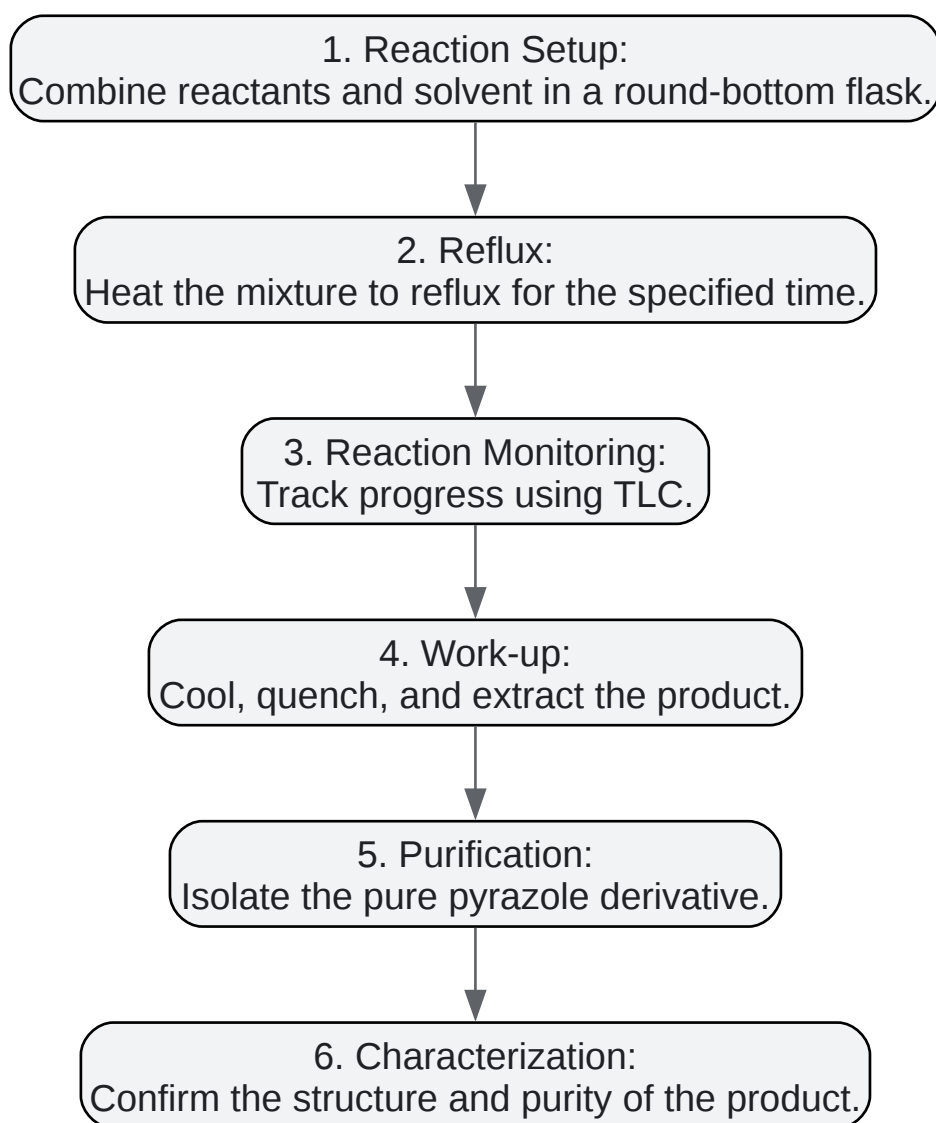 1. Reaction Setup:
Combine reactants and solvent in a round-bottom flask.
2. Reflux:
Heat the mixture to reflux for the specified time.
3. Reaction Monitoring:
Track progress using TLC.
4. Work-up:
Cool, quench, and extract the product.
5. Purification:
Isolate the pure pyrazole derivative.
6. Characterization:
Confirm the structure and purity of the product.